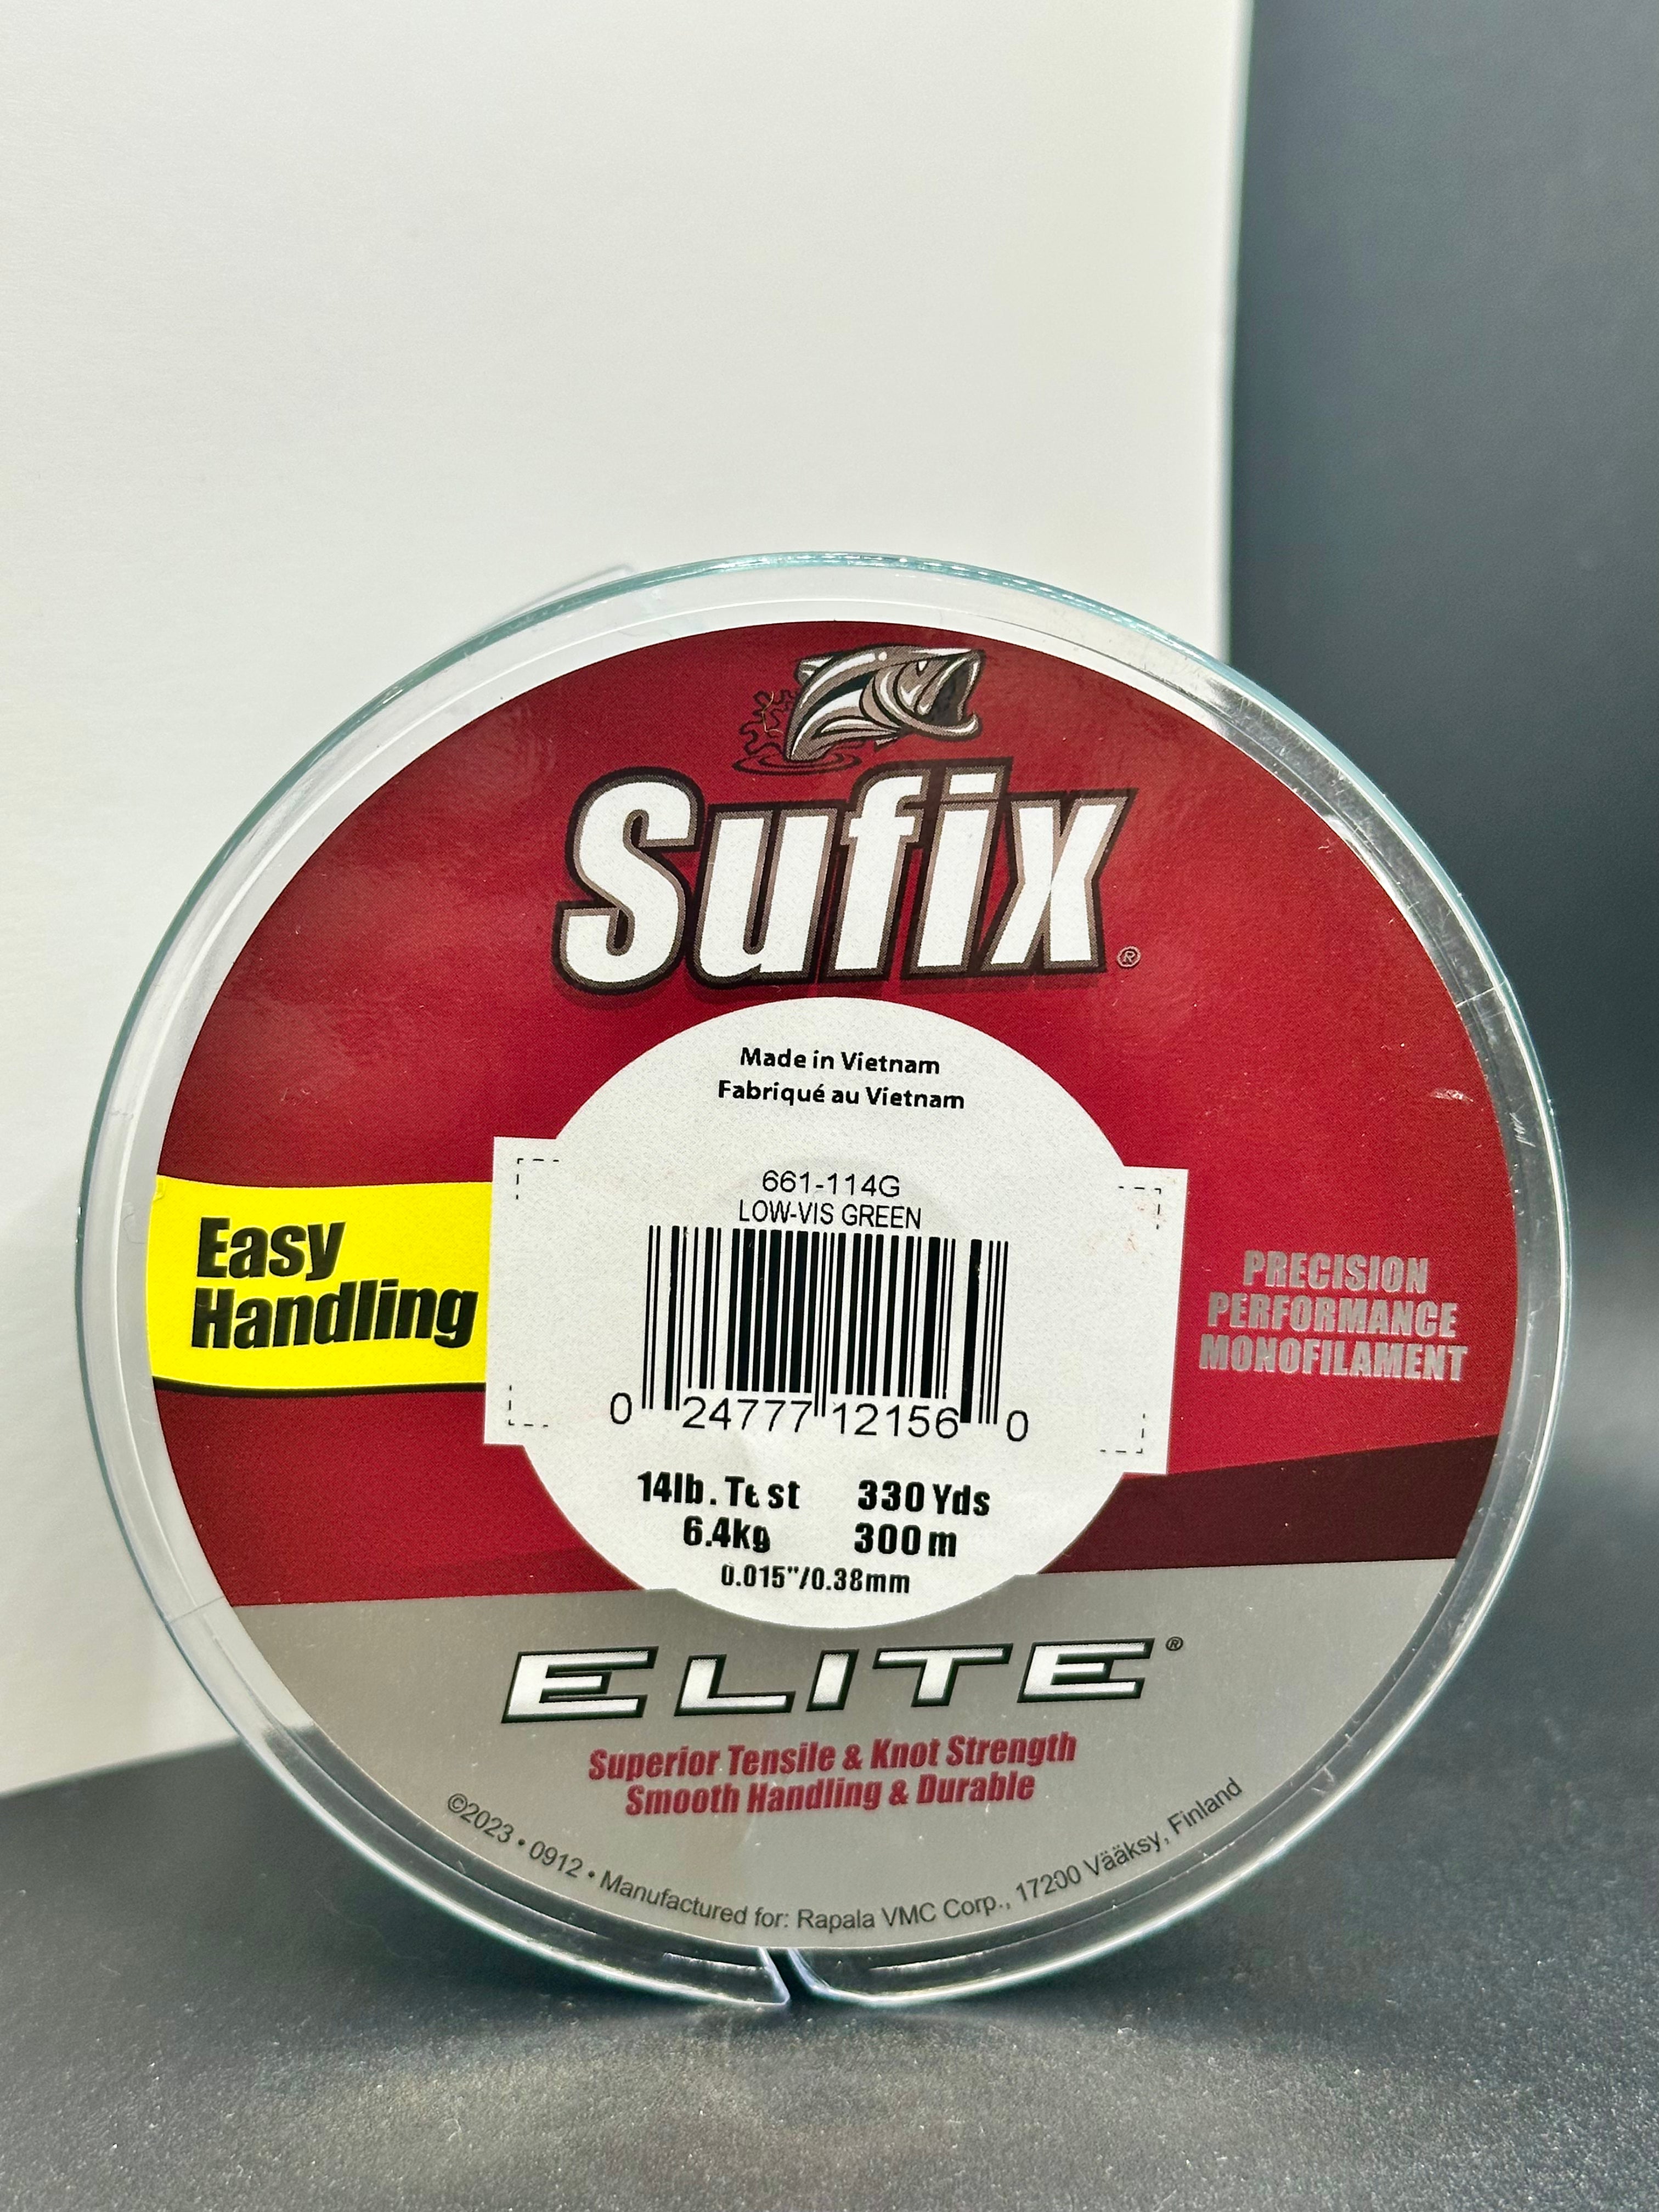 Sufix®
Made in Vietnam
Fabriqué au Vietnam
661-114G
LOW-VIS GREEN
Easy
Handling
PRECISION
PERFORMANCE
MONOFILAMENT
0 24777 12156 0
14lb. Test 330 Yds
6.4kg 300 m
0.015"/0.38mm
ELITE®
Superior Tensile & Knot Strength
Smooth Handling & Durable
©2023 • 0912 • Manufactured for: Rapala VMC Corp., 17200 Vääksy, Finland